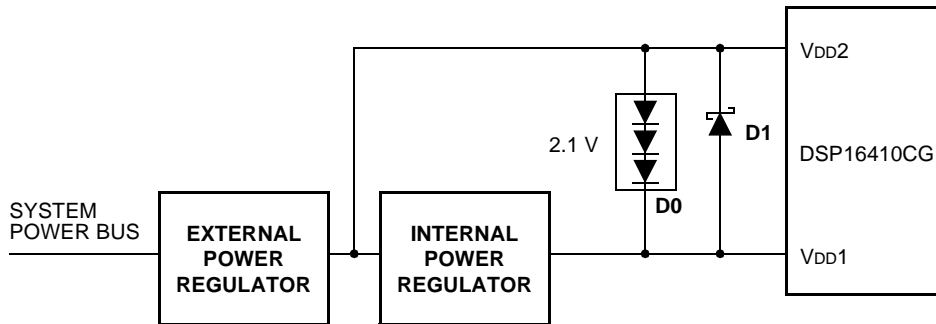 VDD2
2.1 V
D1
DSP16410CG
D0
SYSTEM
POWER BUS
EXTERNAL
POWER
REGULATOR
INTERNAL
POWER
REGULATOR
VDD1